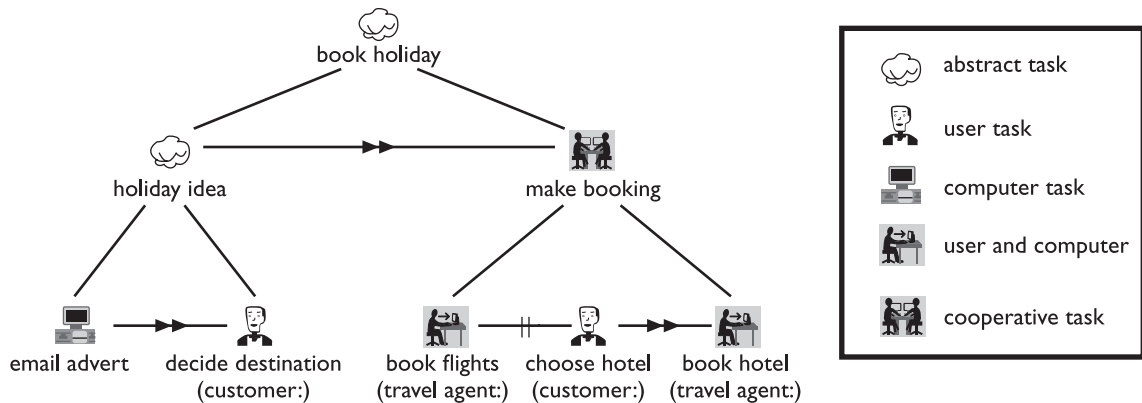 book holiday
holiday idea
make booking
email advert
decide destination
(customer:)
book flights
(travel agent:)
choose hotel
(customer:)
book hotel
(travel agent:)
abstract task
user task
computer task
user and computer
cooperative task